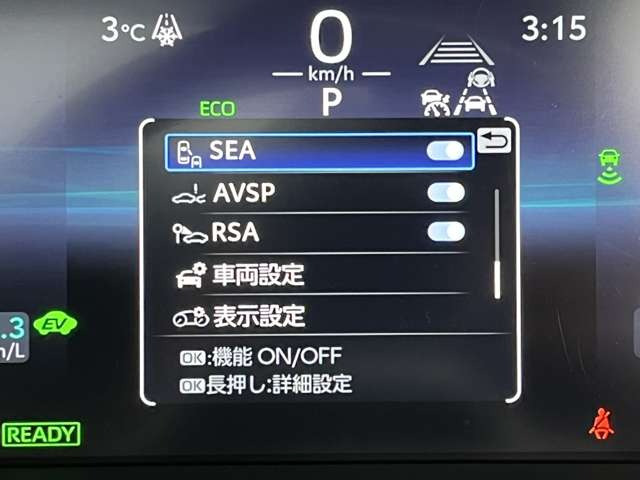 3℃
0
3:15
km/h
P
ECO
SEA
AVSP
RSA
車両設定
表示設定
.3
EV
OK:機能 ON/OFF
OK長押し:詳細設定
READY